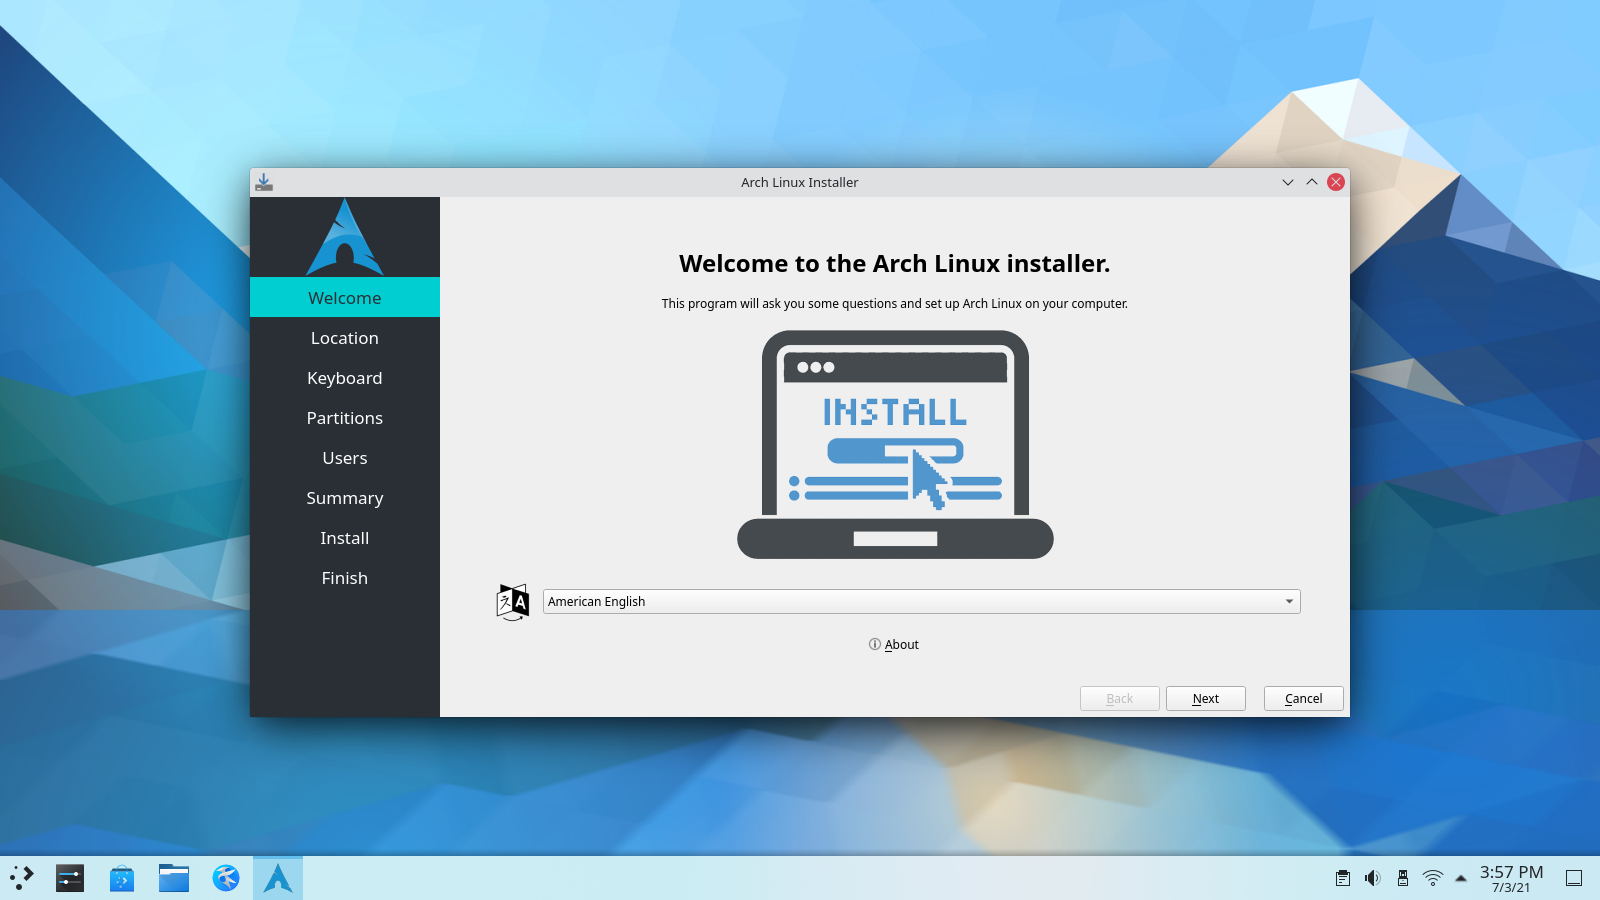 Arch Linux Installer
Welcome
Location
Keyboard
Partitions
Users
Summary
Install
Finish
Welcome to the Arch Linux installer.
This program will ask you some questions and set up Arch Linux on your computer.
INSTALL
American English
About
Back
Next
Cancel
3:57 PM
7/3/21